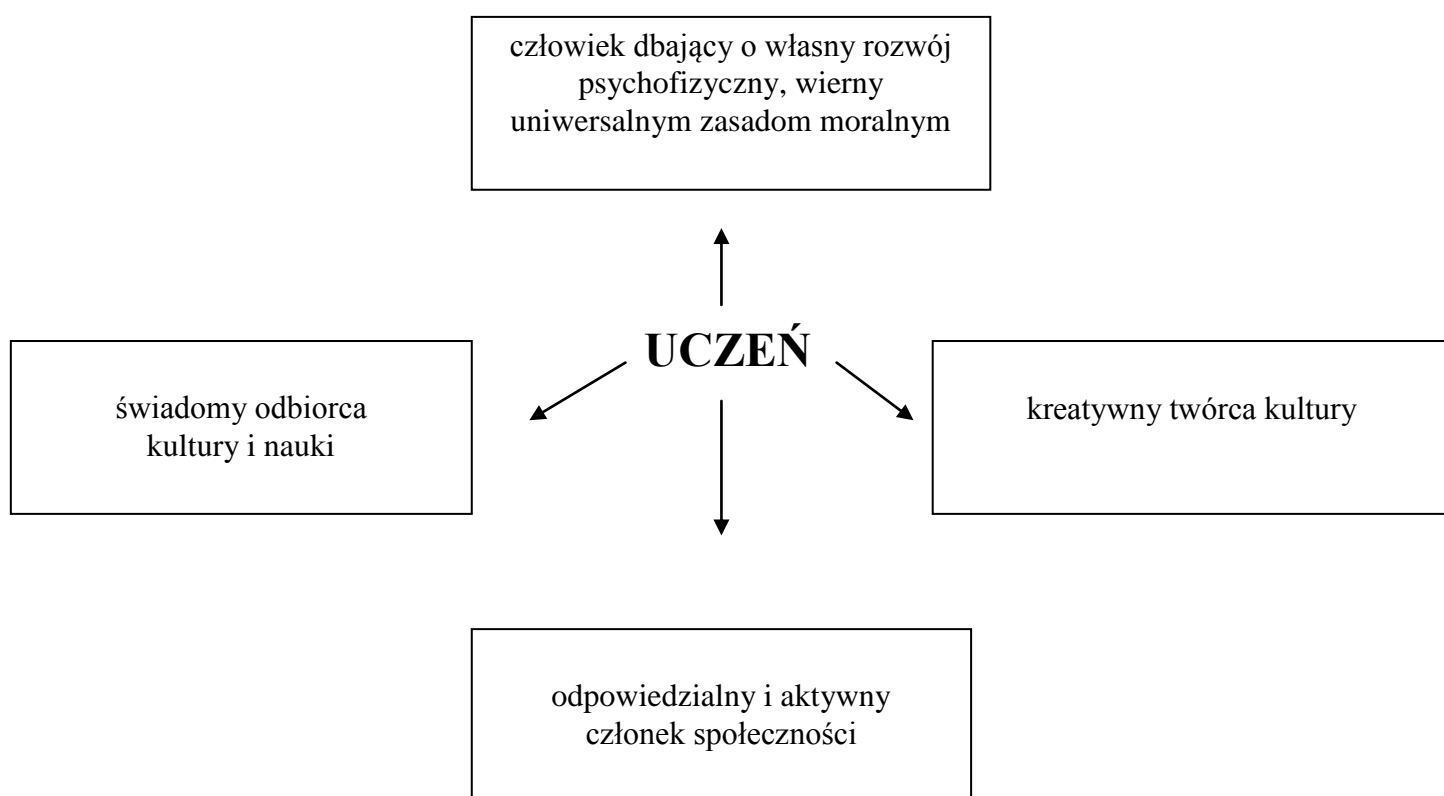 człowiek dbający o własny rozwój
psychofizyczny, wierny
uniwersalnym zasadom moralnym
UCZEŃ
świadomy odbiorca
kultury i nauki
kreatywny twórca kultury
odpowiedzialny i aktywny
członek społeczności